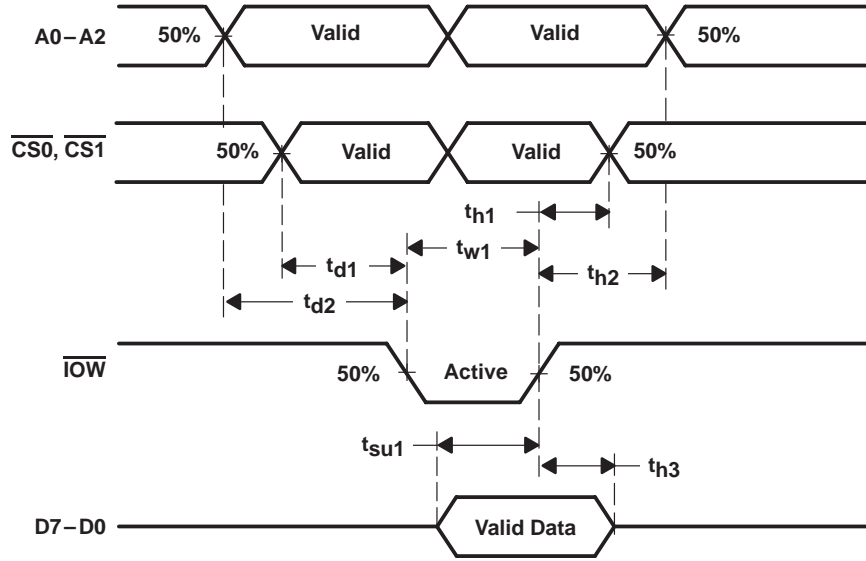 A0–A2 50% Valid Valid 50%
CS0, CS1 50% Valid Valid 50%
th1
td1 tw1 th2
td2
IOW 50% Active 50%
tsu1 th3
D7–D0 Valid Data